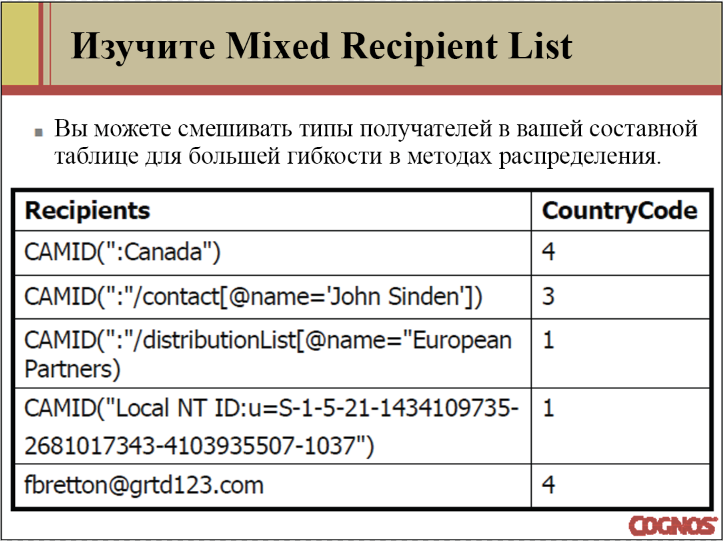 Изучите Mixed Recipient List
Вы можете смешивать типы получателей в вашей составной
таблице для большей гибкости в методах распределения.
Recipients CountryCode
CAMID(":Canada") 4
CAMID(":"/contact[@name='John Sinden']) 3
CAMID(":"/distributionList[@name="European 1
Partners)
CAMID("Local NT ID:u=S-1-5-21-1434109735- 1
2681017343-4103935507-1037")
fbretton@grtd123.com 4
COGNOS